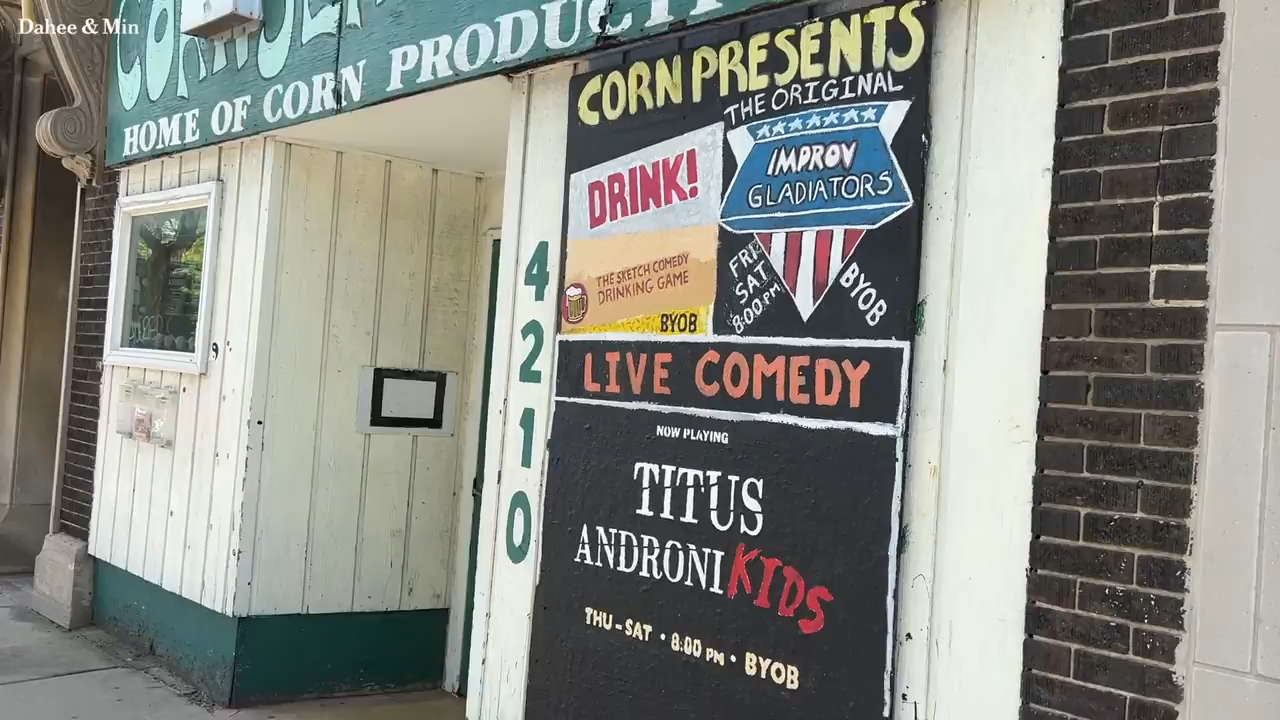 Dahee & Min
HOME OF CORN
CORN PRESENTS
THE ORIGINAL
IMPROV
GLADIATORS
DRINK!
THE SKETCH COMEDY
DRINKING GAME
BYOB
FRI
SAT
8:00 PM
BYOB
LIVE COMEDY
NOW PLAYING
TITUS
ANDRONIKIDS
THU-SAT • 8:00 PM • BYOB
4
2
1
0